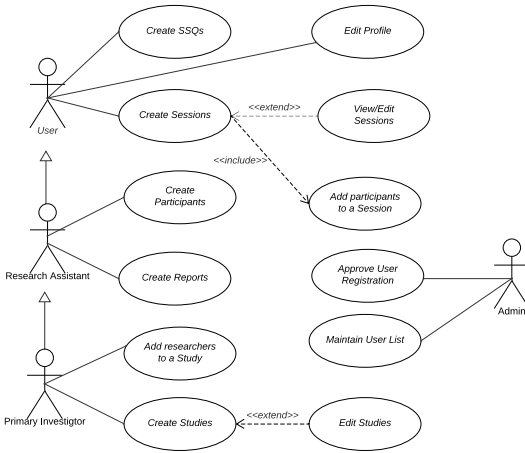 Create SSQs
Edit Profile
User
Create Sessions
<<extend>>
View/Edit
Sessions
<<include>>
Create
Participants
Add participants
to a Session
Research Assistant
Create Reports
Approve User
Registration
Admin
Maintain User List
Add researchers
to a Study
Primary Investigtor
Create Studies
<<extend>>
Edit Studies